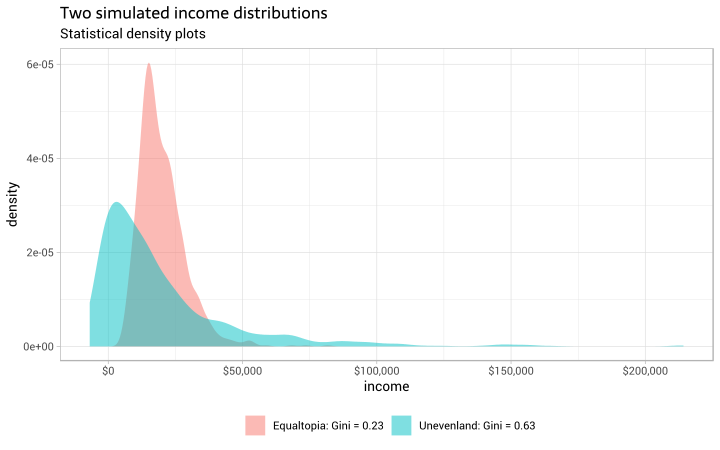 Two simulated income distributions
Statistical density plots
6e-05
4e-05
2e-05
0e+00
density
$0
$50,000
$100,000
$150,000
$200,000
income
Equaltopia: Gini = 0.23
Unevenland: Gini = 0.63